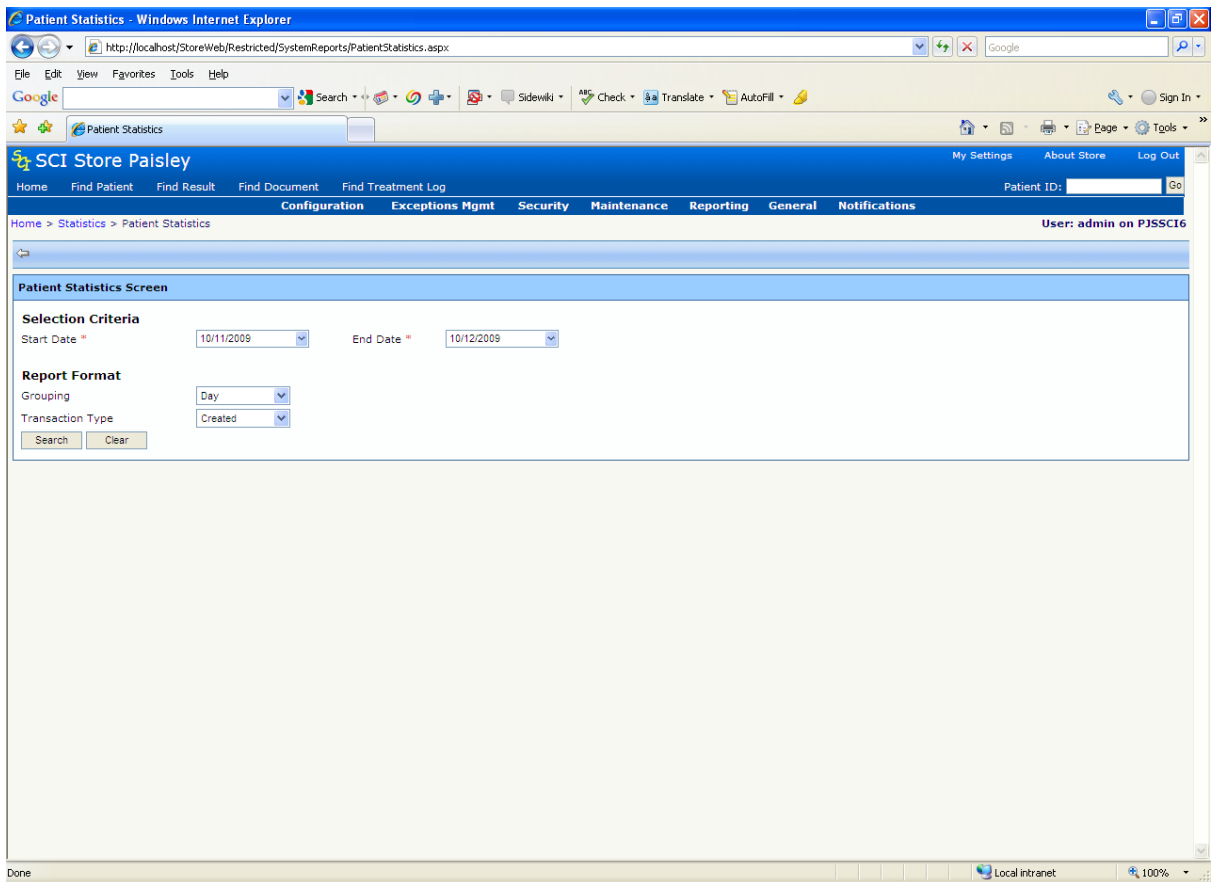 Patient Statistics - Windows Internet Explorer
http://localhost/StoreWeb/Restricted/SystemReports/PatientStatistics.aspx
Google
File Edit View Favorites Tools Help
Google Search Sidewiki ABC Check Translate AutoFill Sign In
Patient Statistics Page Tools
SCI Store Paisley My Settings About Store Log Out
Home Find Patient Find Result Find Document Find Treatment Log Patient ID: Go
Configuration Exceptions Mgmt Security Maintenance Reporting General Notifications
Home > Statistics > Patient Statistics User: admin on PJSSCI6
Patient Statistics Screen
Selection Criteria
Start Date * 10/11/2009 End Date * 10/12/2009
Report Format
Grouping Day
Transaction Type Created
Search Clear
Done Local intranet 100%